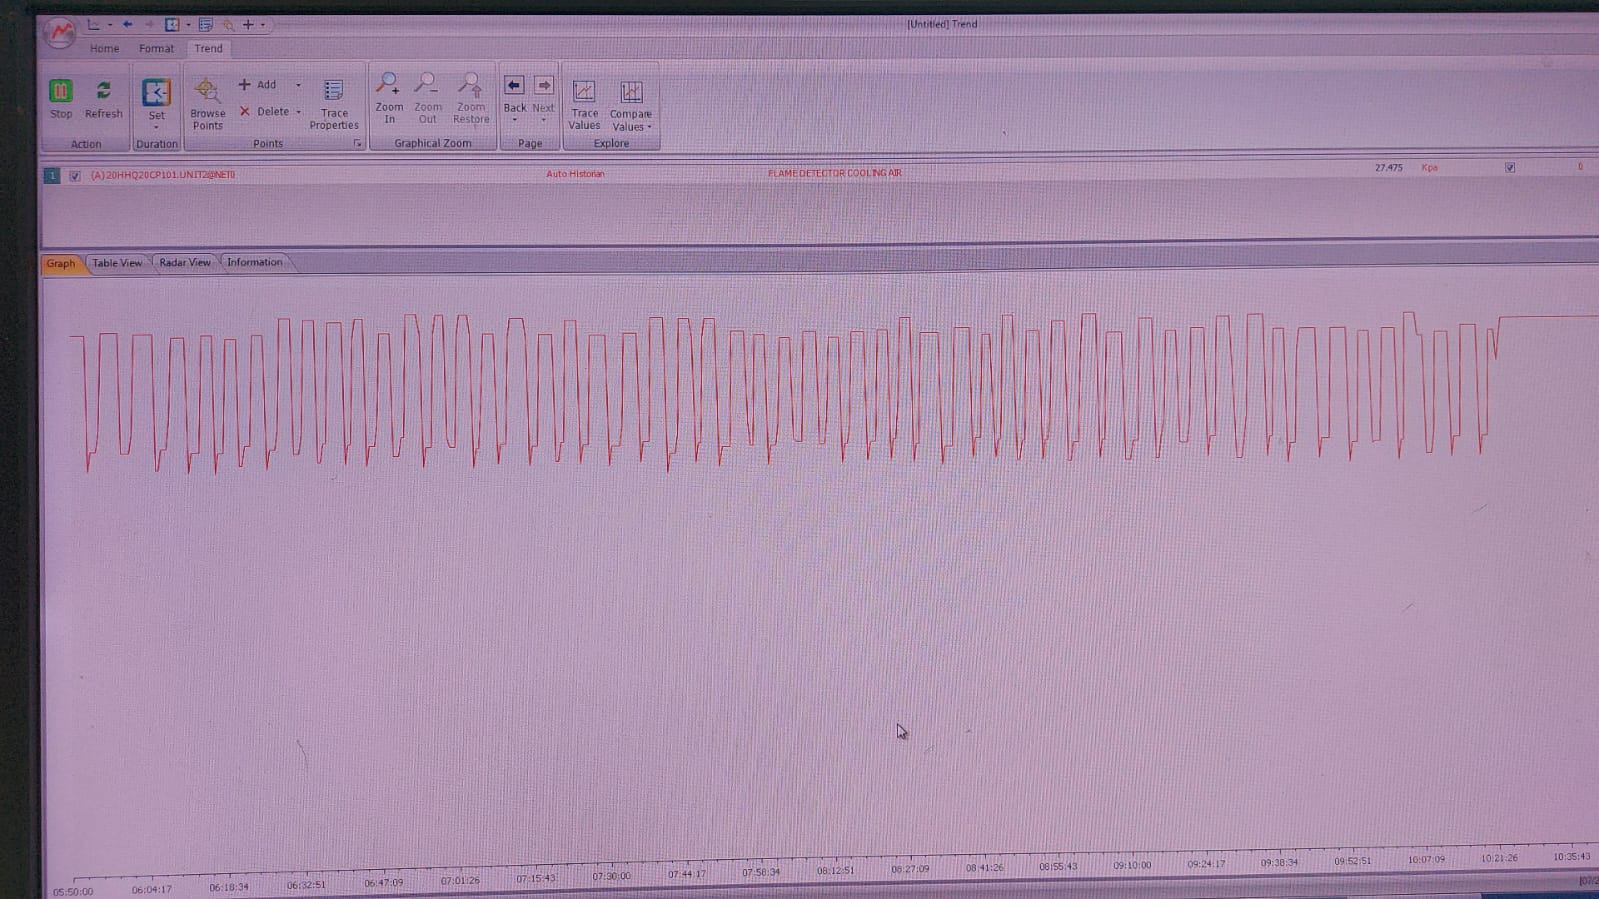 [Untitled] Trend
Home Format Trend
Stop Refresh Set Browse Points Add Delete Trace Properties Zoom In Zoom Out Zoom Restore Back Next Trace Values Compare Values
Action Duration Points Graphical Zoom Page Explore
1 (A) 20HHQ20CP101.UNIT2@NET0 Auto Historian FLAME DETECTOR COOLING AIR 27.475 Kpa 0
Graph Table View Radar View Information
05:50:00 06:04:17 06:18:34 06:32:51 06:47:09 07:01:26 07:15:43 07:30:00 07:44:17 07:58:34 08:12:51 08:27:09 08:41:26 08:55:43 09:10:00 09:24:17 09:38:34 09:52:51 10:07:09 10:21:26 10:35:43